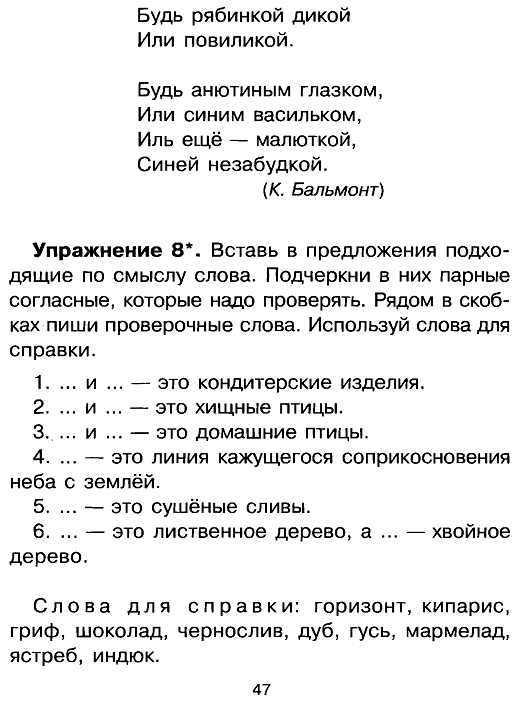 Будь рябинкой дикой
Или повиликой.
Будь анютиным глазком,
Или синим васильком,
Иль ещё — малюткой,
Синей незабудкой.
(К. Бальмонт)
Упражнение 8*. Вставь в предложения подхо-
дящие по смыслу слова. Подчеркни в них парные
согласные, которые надо проверять. Рядом в скоб-
ках пиши проверочные слова. Используй слова для
справки.
1. ... и ... — это кондитерские изделия.
2. ... и ... — это хищные птицы.
3. ... и ... — это домашние птицы.
4. ... — это линия кажущегося соприкосновения
неба с землёй.
5. ... — это сушёные сливы.
6. ... — это лиственное дерево, а ... — хвойное
дерево.
Слова для справки: горизонт, кипарис,
гриф, шоколад, чернослив, дуб, гусь, мармелад,
ястреб, индюк.
47